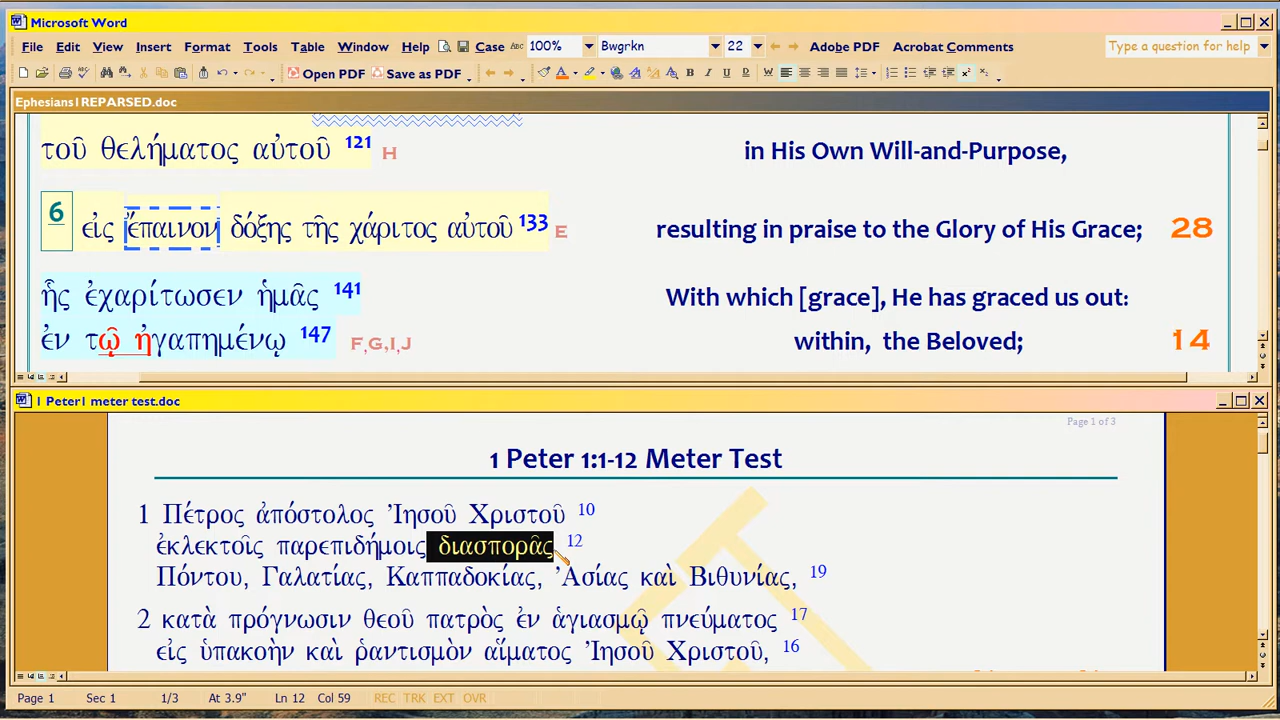 Microsoft Word
File Edit View Insert Format Tools Table Window Help Case ABC 100% Bwgrkn 22 Adobe PDF Acrobat Comments Type a question for help
Open PDF Save as PDF B I U D W x² x₂
Ephesians1REPARSED.doc
τοῦ θελήματος αὐτοῦ 121 H in His Own Will-and-Purpose,
6 εἰς ἔπαινον δόξης τῆς χάριτος αὐτοῦ 133 E resulting in praise to the Glory of His Grace; 28
ἧς ἐχαρίτωσεν ἡμᾶς 141 With which [grace], He has graced us out:
ἐν τῷ ἠγαπημένῳ 147 F,G,I,J within, the Beloved; 14
1 Peter1 meter test.doc
Page 1 of 3
1 Peter 1:1-12 Meter Test
1 Πέτρος ἀπόστολος Ἰησοῦ Χριστοῦ 10
ἐκλεκτοῖς παρεπιδήμοις διασπορᾶς 12
Πόντου, Γαλατίας, Καππαδοκίας, Ἀσίας καὶ Βιθυνίας, 19
2 κατὰ πρόγνωσιν θεοῦ πατρὸς ἐν ἁγιασμῷ πνεύματος 17
εἰς ὑπακοὴν καὶ ῥαντισμὸν αἵματος Ἰησοῦ Χριστοῦ, 16
Page 1 Sec 1 1/3 At 3.9" Ln 12 Col 59 REC TRK EXT OVR